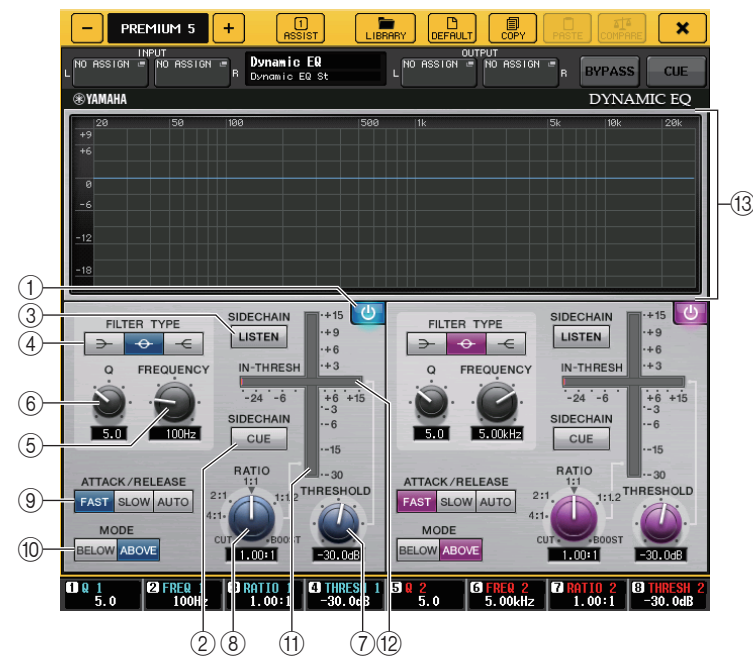 − PREMIUM 5 + 1 ASSIST LIBRARY DEFAULT COPY PASTE COMPARE ×
INPUT OUTPUT
L NO ASSIGN NO ASSIGN R Dynamic EQ L NO ASSIGN NO ASSIGN R BYPASS CUE
Dynamic EQ St
YAMAHA DYNAMIC EQ
20 50 100 500 1k 5k 10k 20k
+9
+6
0
-6
-12
-18
⑬
①
③
④
⑥
⑤
⑨
⑩
FILTER TYPE
SIDECHAIN
LISTEN
+15
+9
+6
+3
Q FREQUENCY
IN-THRESH
-24 -6 +6 +15
-3
-6
-15
-30
5.0 100Hz
SIDECHAIN
CUE
ATTACK/RELEASE
FAST SLOW AUTO
MODE
BELOW ABOVE
RATIO
1:1
2:1 1:1.2
4:1
CUT BOOST
1.00:1
THRESHOLD
-30.0dB
FILTER TYPE
SIDECHAIN
LISTEN
+15
+9
+6
+3
Q FREQUENCY
IN-THRESH
-24 -6 +6 +15
-3
-6
-15
-30
5.0 5.00kHz
SIDECHAIN
CUE
ATTACK/RELEASE
FAST SLOW AUTO
MODE
BELOW ABOVE
RATIO
1:1
2:1 1:1.2
4:1
CUT BOOST
1.00:1
THRESHOLD
-30.0dB
1 Q 1 2 FREQ 1 3 RATIO 1 4 THRESH 1 5 Q 2 6 FREQ 2 7 RATIO 2 8 THRESH 2
5.0 100Hz 1.00:1 -30.0dB 5.0 5.00kHz 1.00:1 -30.0dB
② ⑧ ⑪ ⑦ ⑫